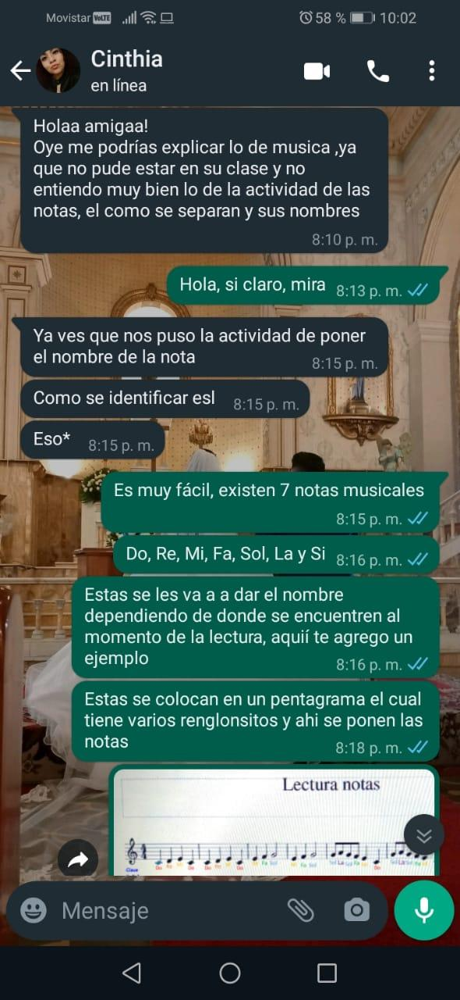 Movistar VoLTE 58 % 10:02
Cinthia
en línea
Holaa amigaa!
Oye me podrías explicar lo de musica ,ya
que no pude estar en su clase y no
entiendo muy bien lo de la actividad de las
notas, el como se separan y sus nombres
8:10 p. m.
Hola, si claro, mira 8:13 p. m.
Ya ves que nos puso la actividad de poner
el nombre de la nota 8:15 p. m.
Como se identificar esl 8:15 p. m.
Eso* 8:15 p. m.
Es muy fácil, existen 7 notas musicales
8:15 p. m.
Do, Re, Mi, Fa, Sol, La y Si 8:16 p. m.
Estas se les va a a dar el nombre
dependiendo de donde se encuentren al
momento de la lectura, aquií te agrego un
ejemplo 8:16 p. m.
Estas se colocan en un pentagrama el cual
tiene varios renglonsitos y ahi se ponen las
notas 8:18 p. m.
Lectura notas
Mensaje